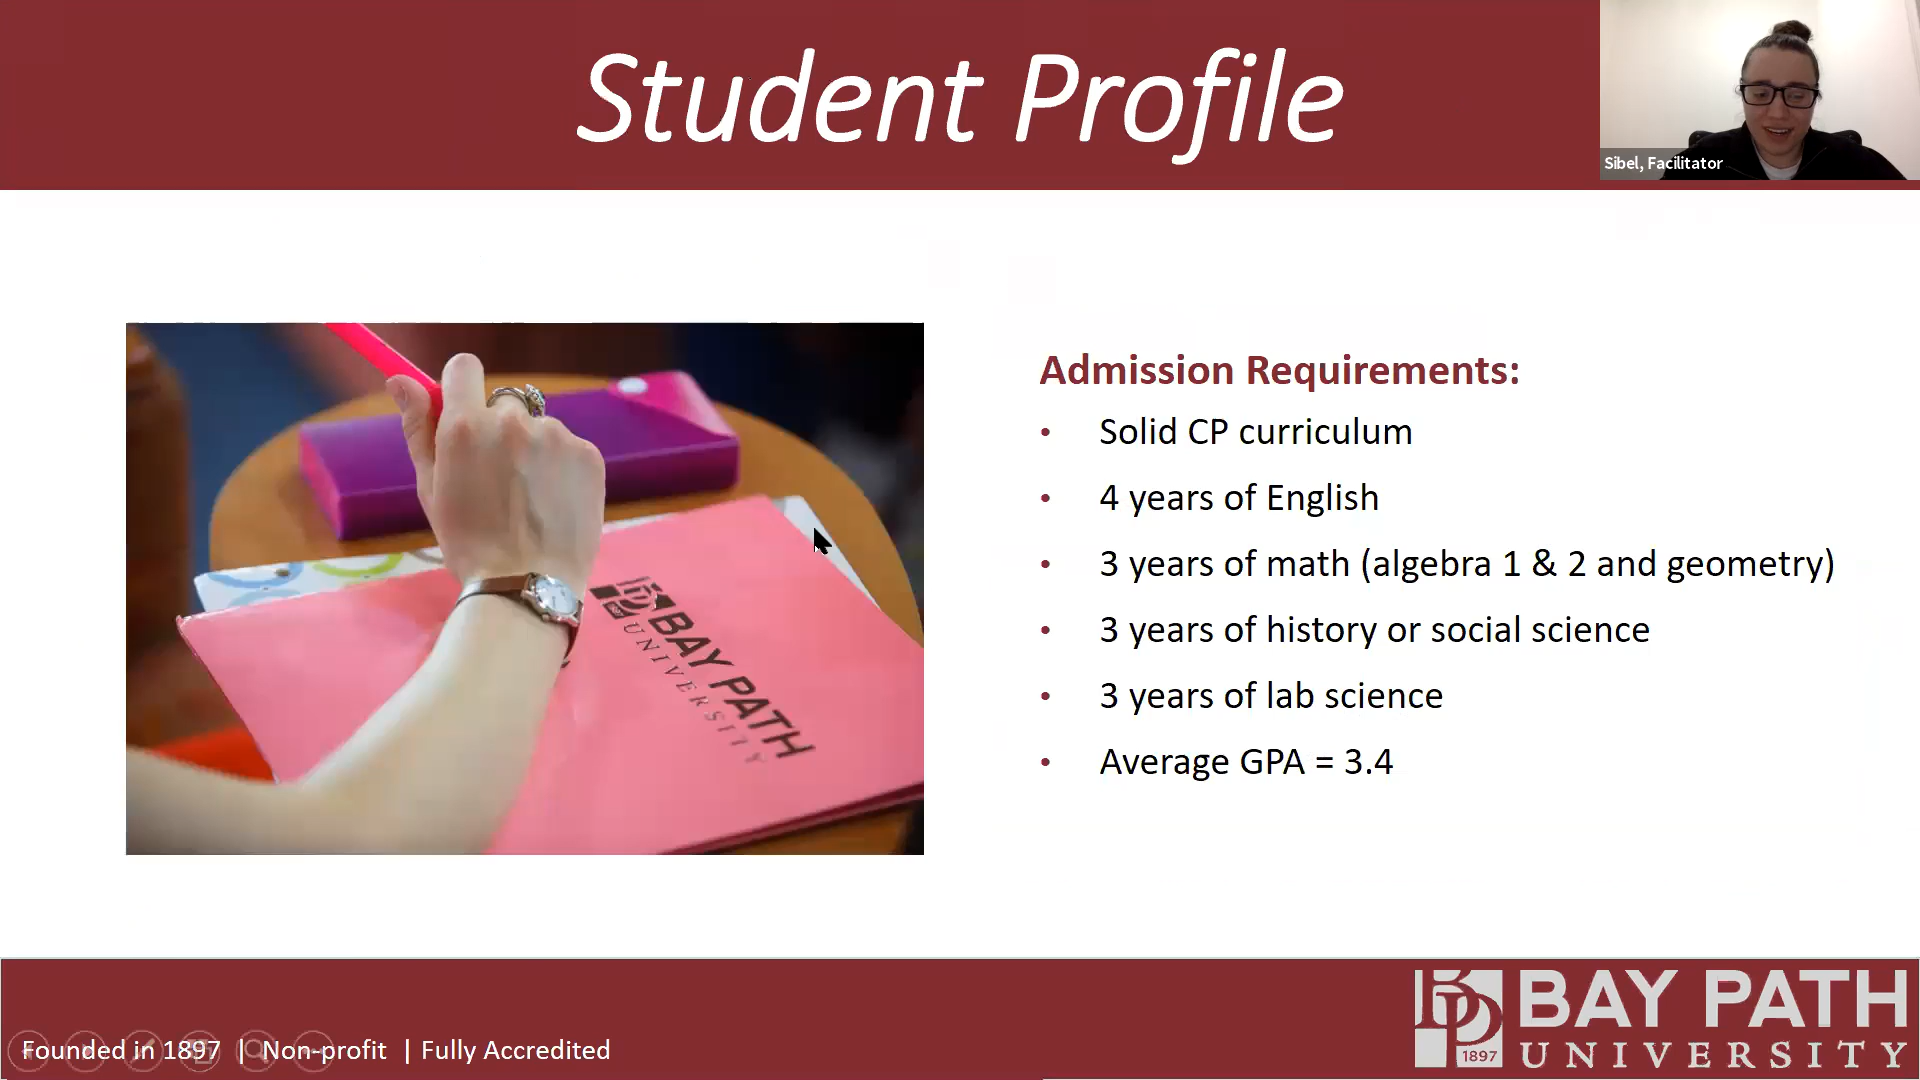 Student Profile
Sibel, Facilitator
BAY PATH
UNIVERSITY
Admission Requirements:
• Solid CP curriculum
• 4 years of English
• 3 years of math (algebra 1 & 2 and geometry)
• 3 years of history or social science
• 3 years of lab science
• Average GPA = 3.4
Founded in 1897 | Non-profit | Fully Accredited
1897
BAY PATH
UNIVERSITY